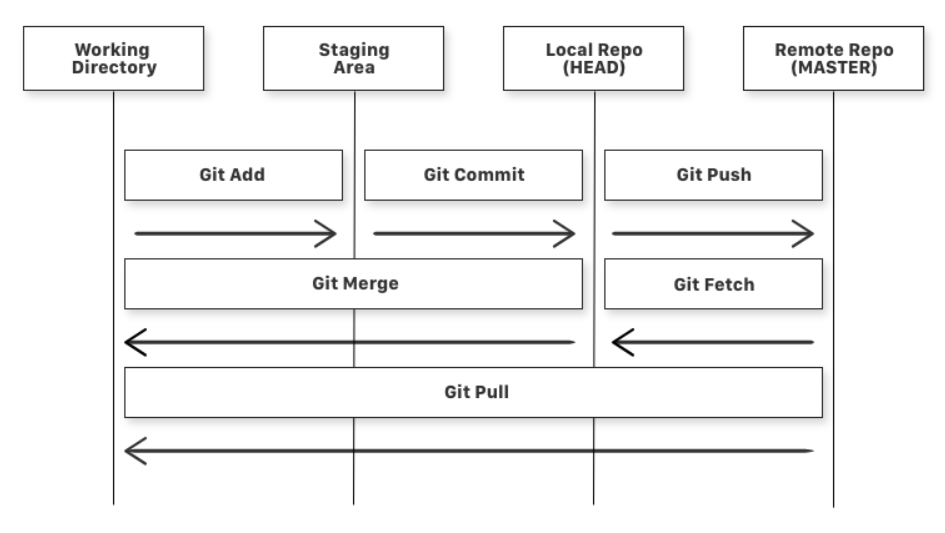 Working
Directory
Staging
Area
Local Repo
(HEAD)
Remote Repo
(MASTER)
Git Add
Git Commit
Git Push
Git Merge
Git Fetch
Git Pull